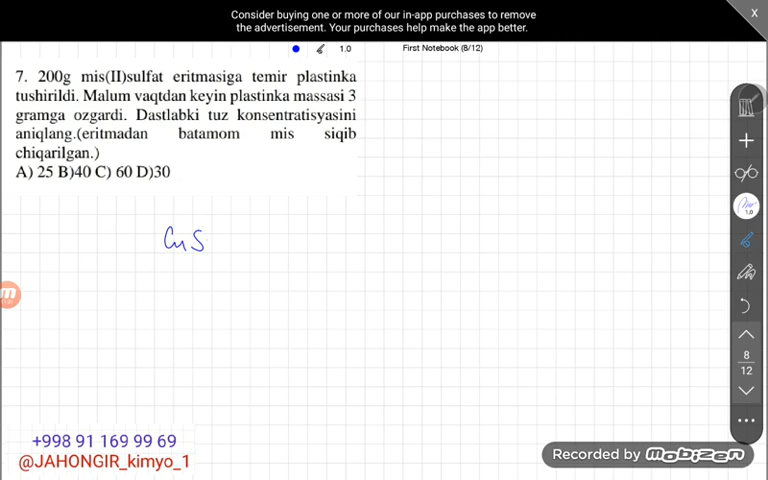 Consider buying one or more of our in-app purchases to remove
the advertisement. Your purchases help make the app better.
X
1.0
First Notebook (8/12)
7. 200g mis(II)sulfat eritmasiga temir plastinka
tushirildi. Malum vaqtdan keyin plastinka massasi 3
gramga ozgardi. Dastlabki tuz konsentratisyasini
aniqlang.(eritmadan batamom mis siqib
chiqarilgan.)
A) 25 B)40 C) 60 D)30
CuS
1.0
8
12
+998 91 169 99 69
@JAHONGIR_kimyo_1
Recorded by mobizen